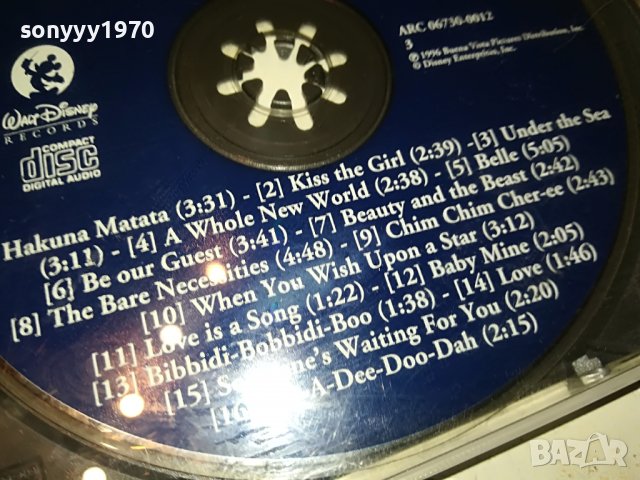 sonyyy1970
ARC 06730-0012
3
© 1996 Buena Vista Pictures Distribution, Inc.
© Disney Enterprises, Inc.
WALT DISNEY
RECORDS
COMPACT
disc
DIGITAL AUDIO
Hakuna Matata (3:31) - [2] Kiss the Girl (2:39) -[3] Under the Sea
(3:11) - [4] A Whole New World (2:38) - [5] Belle (5:05)
[6] Be our Guest (3:41) - [7] Beauty and the Beast (2:42)
[8] The Bare Necessities (4:48) - [9] Chim Chim Cher-ee (2:43)
[10] When You Wish Upon a Star (3:12)
[11] Love is a Song (1:22) - [12] Baby Mine (2:05)
[13] Bibbidi-Bobbidi-Boo (1:38) - [14] Love (1:46)
[15] Waiting For You (2:20)
A-Dee-Doo-Dah (2:15)
BAZAR